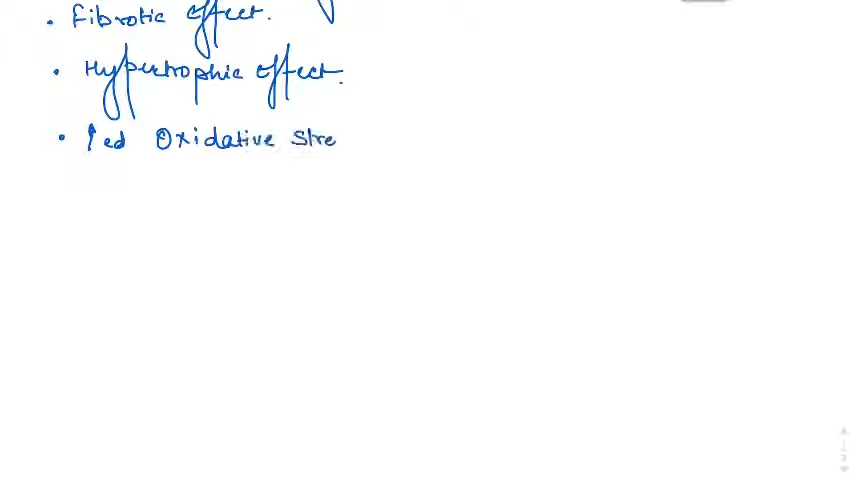 • Fibrotic effect.
• Hypertrophic effect.
• ↑ed Oxidative Stre